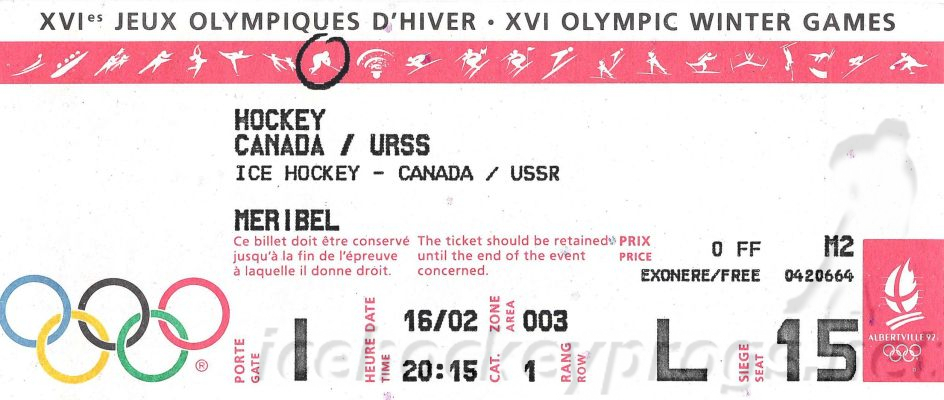 XVIes JEUX OLYMPIQUES D'HIVER · XVI OLYMPIC WINTER GAMES
HOCKEY
CANADA / URSS
ICE HOCKEY - CANADA / USSR
MERIBEL
Ce billet doit être conservé
jusqu'à la fin de l'épreuve
à laquelle il donne droit.
The ticket should be retained
until the end of the event
concerned.
PRIX
PRICE
0 FF
M2
EXONERE/FREE 0420664
PORTE
GATE
I
HEURE DATE
TIME
16/02
20:15
CAT. ZONE
AREA
003
1
RANG
ROW
L
SIEGE
SEAT
15
ALBERTVILLE 92
®
icehockeyprogs.net